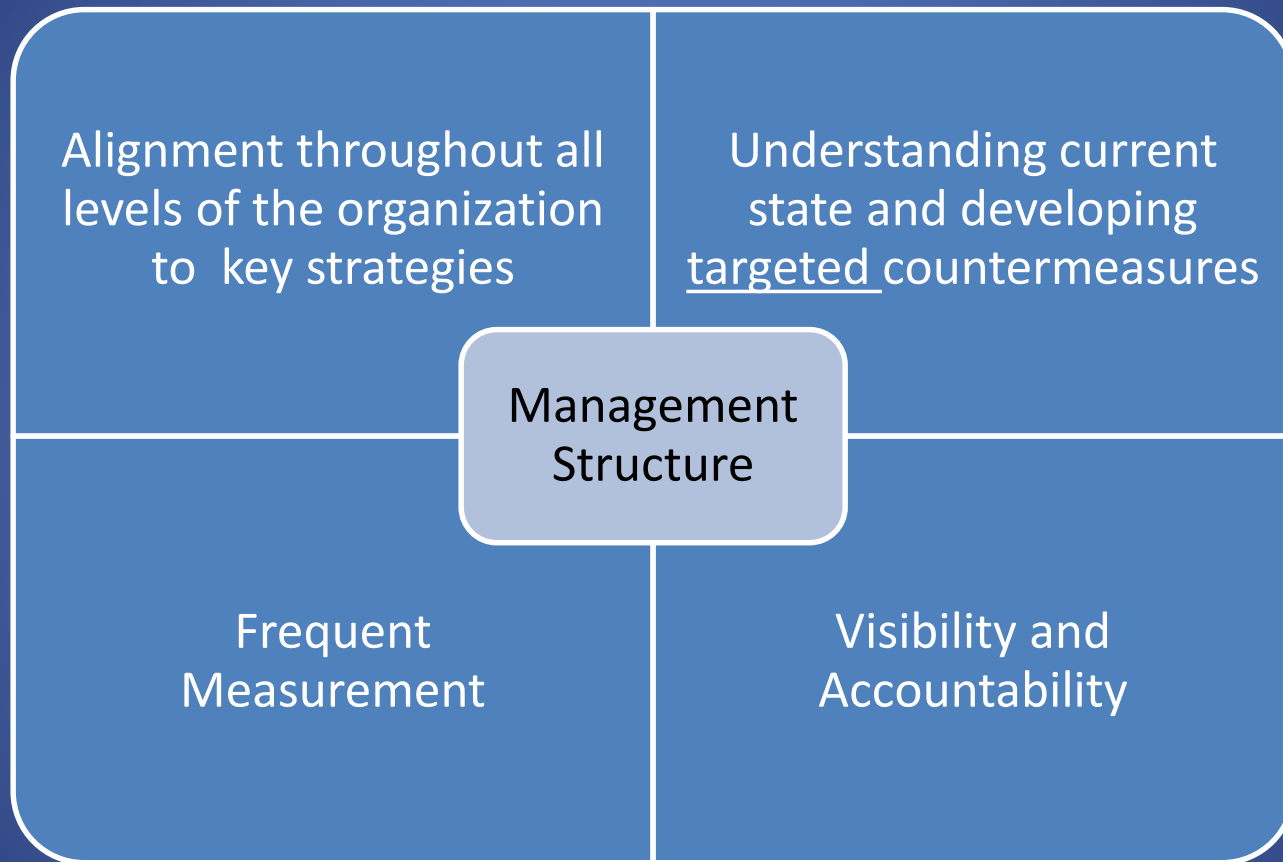 Alignment throughout all
levels of the organization
to  key strategies
Understanding current
state and developing
targeted countermeasures
Management
Structure
Frequent
Measurement
Visibility and
Accountability